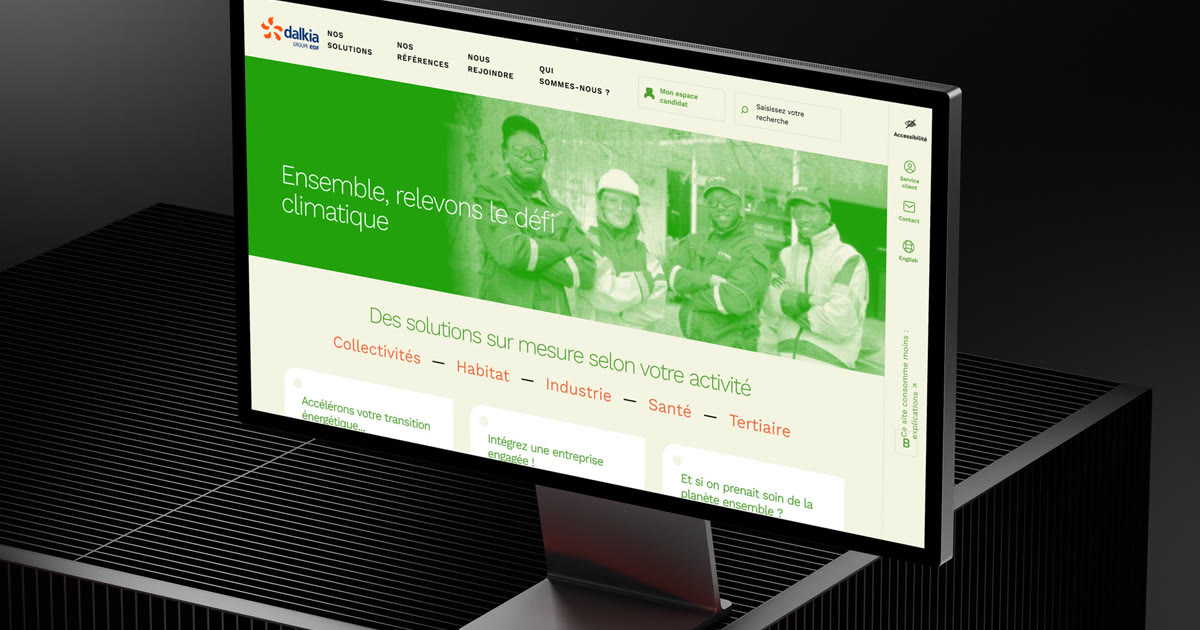 dalkia
GROUPE EDF
NOS
SOLUTIONS
NOS
RÉFÉRENCES
NOUS
REJOINDRE
QUI
SOMMES-NOUS ?
Mon espace
candidat
Saisissez votre
recherche
Accessibilité
Service
client
Contact
English
Ensemble, relevons le défi
climatique
Des solutions sur mesure selon votre activité
Collectivités — Habitat — Industrie — Santé — Tertiaire
Accélérons votre transition
énergétique...
Intégrez une entreprise
engagée !
Et si on prenait soin de la
planète ensemble ?
Ce site consomme moins :
explications
B